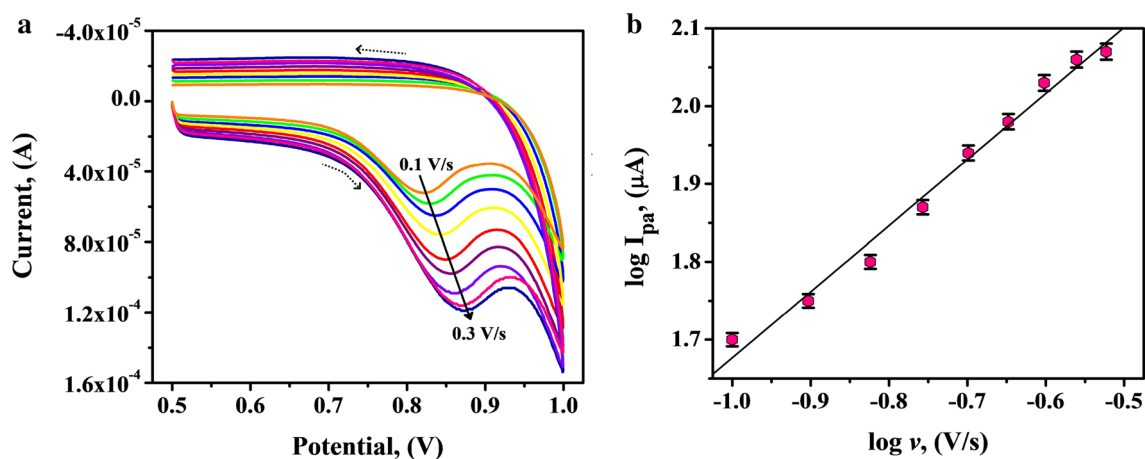 a
-4.0x10⁻⁵
0.0
4.0x10⁻⁵
8.0x10⁻⁵
1.2x10⁻⁴
1.6x10⁻⁴
Current, (A)
0.1 V/s
0.3 V/s
0.5 0.6 0.7 0.8 0.9 1.0
Potential, (V)
b
2.1
2.0
1.9
1.8
1.7
log Iₚₐ, (μA)
-1.0 -0.9 -0.8 -0.7 -0.6 -0.5
log ν, (V/s)